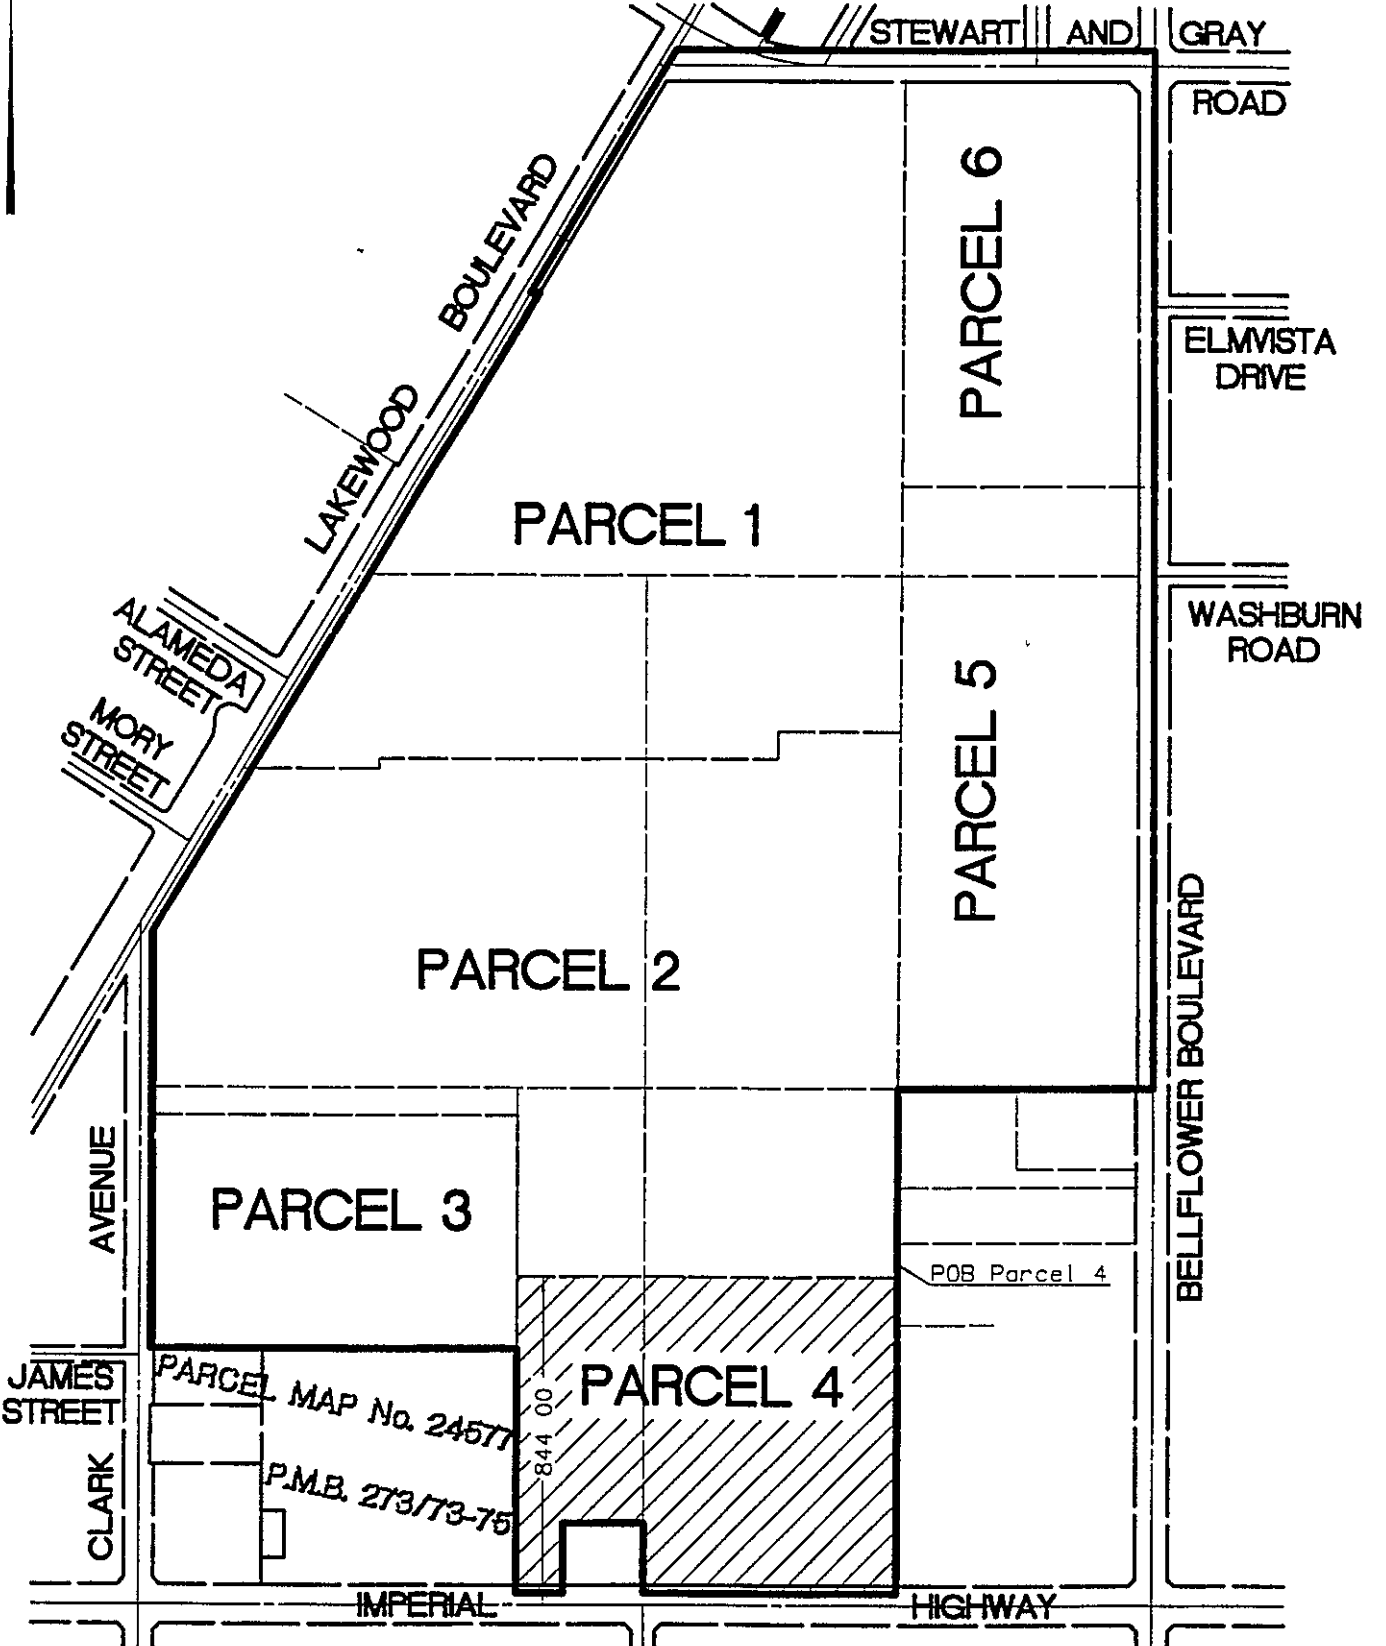 STEWART AND GRAY
ROAD
PARCEL 6
BOULEVARD
LAKEWOOD
ELMVISTA
DRIVE
PARCEL 1
WASHBURN
ROAD
ALAMEDA
STREET
MORY
STREET
PARCEL 5
PARCEL 2
BELLFLOWER BOULEVARD
AVENUE
PARCEL 3
POB Parcel 4
JAMES
STREET
PARCEL MAP No. 24577
P.M.B. 273/73-75
844 00
PARCEL 4
CLARK
IMPERIAL HIGHWAY